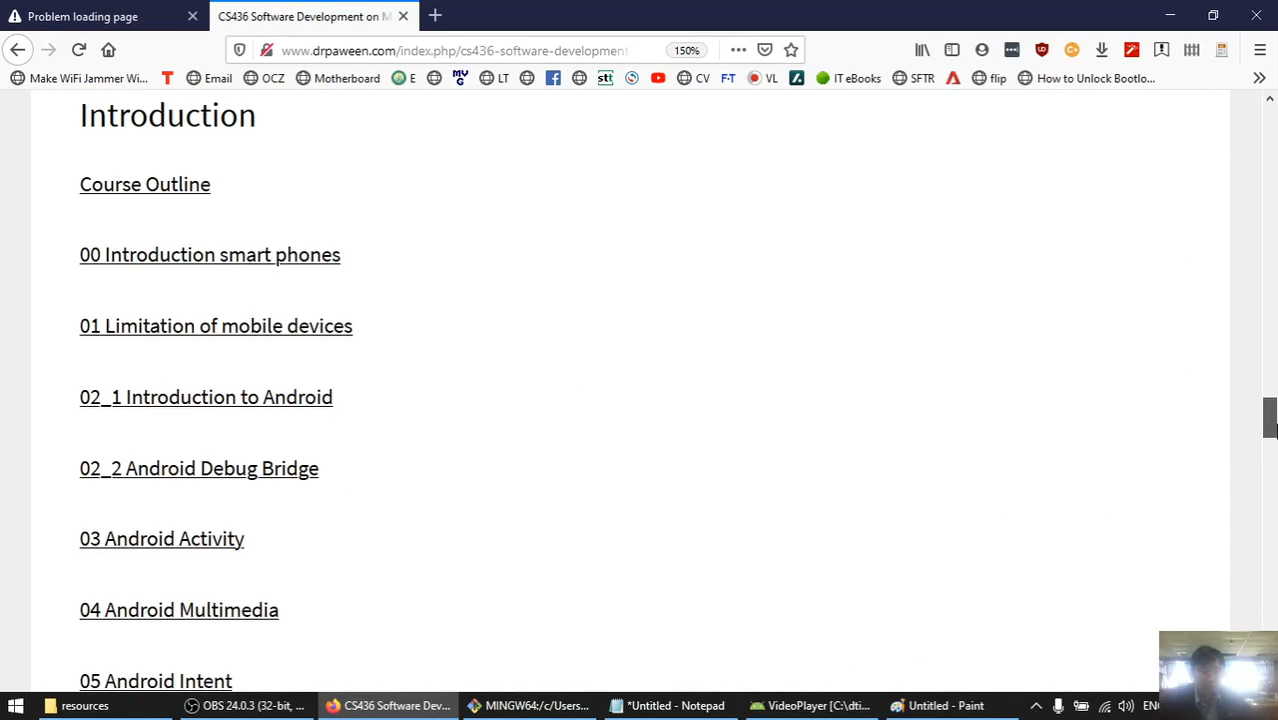 Problem loading page
CS436 Software Development on M
www.drpaween.com/index.php/cs436-software-development
150%
Make WiFi Jammer Wi...
Email
OCZ
Motherboard
E
LT
CV
F-T
VL
IT eBooks
SFTR
flip
How to Unlock Bootlo...
Introduction
Course Outline
00 Introduction smart phones
01 Limitation of mobile devices
02_1 Introduction to Android
02_2 Android Debug Bridge
03 Android Activity
04 Android Multimedia
05 Android Intent
resources
OBS 24.0.3 (32-bit, ...
CS436 Software Dev...
MINGW64:/c/Users...
*Untitled - Notepad
VideoPlayer [C:\dti...
Untitled - Paint
ENG